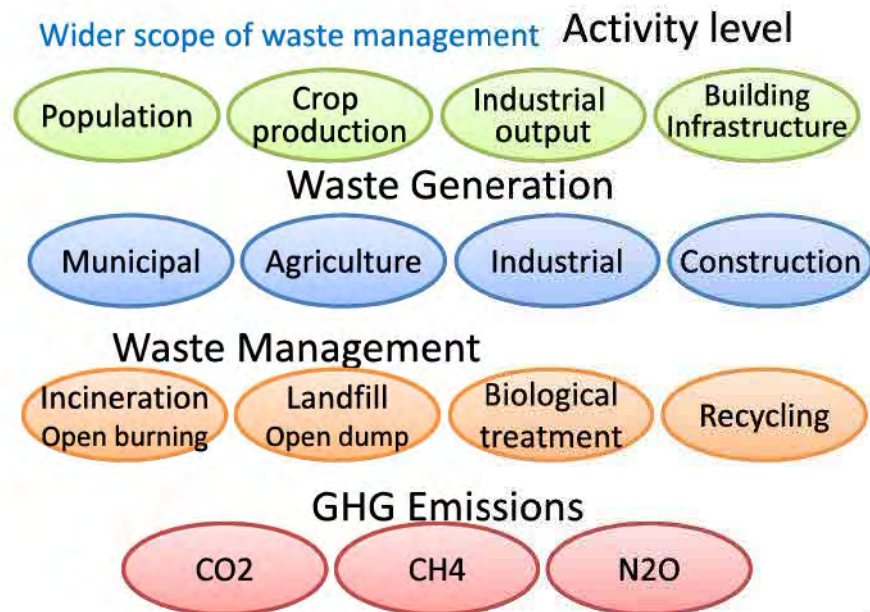 Wider scope of waste management Activity level
Population
Crop
production
Industrial
output
Building
Infrastructure
Waste Generation
Municipal
Agriculture
Industrial
Construction
Waste Management
Incineration
Open burning
Landfill
Open dump
Biological
treatment
Recycling
GHG Emissions
CO2
CH4
N2O